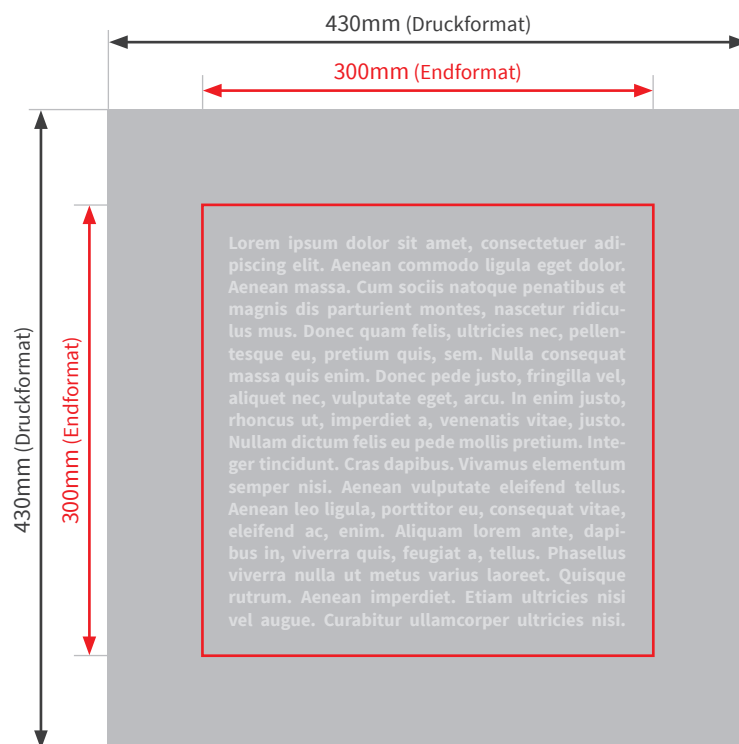 430mm (Druckformat)
300mm (Endformat)
430mm (Druckformat)
300mm (Endformat)
Lorem ipsum dolor sit amet, consectetuer adi-
piscing elit. Aenean commodo ligula eget dolor.
Aenean massa. Cum sociis natoque penatibus et
magnis dis parturient montes, nascetur ridicu-
lus mus. Donec quam felis, ultricies nec, pellen-
tesque eu, pretium quis, sem. Nulla consequat
massa quis enim. Donec pede justo, fringilla vel,
aliquet nec, vulputate eget, arcu. In enim justo,
rhoncus ut, imperdiet a, venenatis vitae, justo.
Nullam dictum felis eu pede mollis pretium. Inte-
ger tincidunt. Cras dapibus. Vivamus elementum
semper nisi. Aenean vulputate eleifend tellus.
Aenean leo ligula, porttitor eu, consequat vitae,
eleifend ac, enim. Aliquam lorem ante, dapi-
bus in, viverra quis, feugiat a, tellus. Phasellus
viverra nulla ut metus varius laoreet. Quisque
rutrum. Aenean imperdiet. Etiam ultricies nisi
vel augue. Curabitur ullamcorper ultricies nisi.